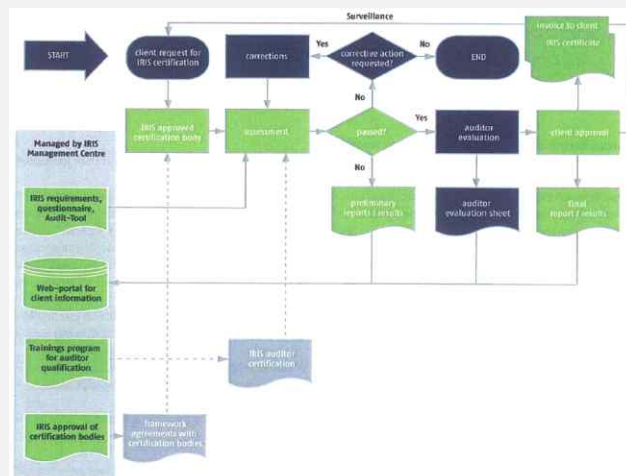 Surveillance
START
client request for
IRIS certification
corrections
Yes
corrective action
requested?
No
END
invoice to client
IRIS certificate
No
IRIS approved
certification body
assessment
passed?
Yes
auditor
evaluation
client approval
Managed by IRIS
Management Centre
No
IRIS requirements,
questionnaire,
Audit-Tool
preliminary
reports / results
auditor
evaluation sheet
final
report / results
Web-portal for
client information
Trainings program
for auditor
qualification
IRIS auditor
certification
IRIS approval of
certification bodies
framework
agreements with
certification bodies